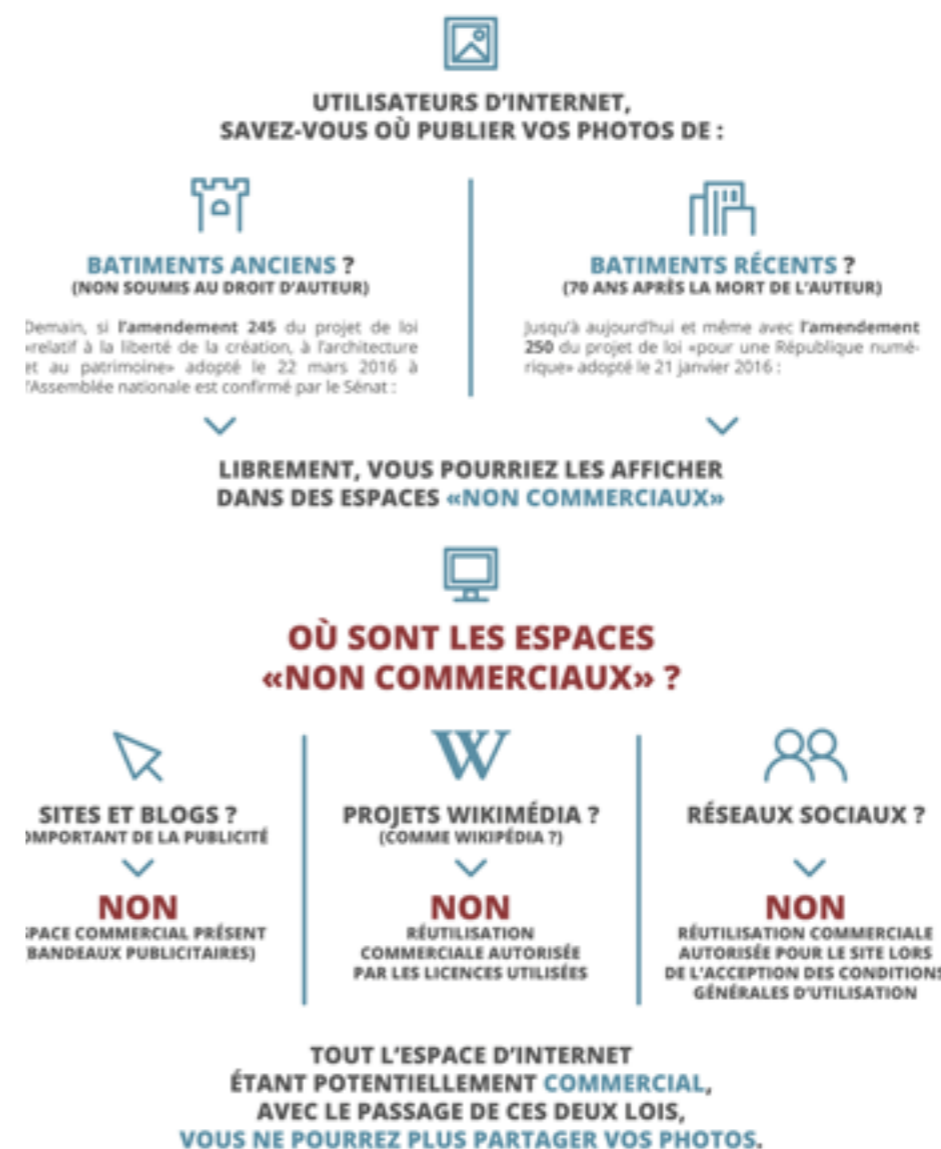 UTILISATEURS D'INTERNET,
SAVEZ-VOUS OÙ PUBLIER VOS PHOTOS DE :
BATIMENTS ANCIENS ?
(NON SOUMIS AU DROIT D'AUTEUR)
Demain, si l'amendement 245 du projet de loi
«relatif à la liberté de la création, à l'architecture
et au patrimoine» adopté le 22 mars 2016 à
l'Assemblée nationale est confirmé par le Sénat :
BATIMENTS RÉCENTS ?
(70 ANS APRÈS LA MORT DE L'AUTEUR)
Jusqu'à aujourd'hui et même avec l'amendement
250 du projet de loi «pour une République numé-
rique» adopté le 21 janvier 2016 :
LIBREMENT, VOUS POURRIEZ LES AFFICHER
DANS DES ESPACES «NON COMMERCIAUX»
OÙ SONT LES ESPACES
«NON COMMERCIAUX» ?
SITES ET BLOGS ?
OMPORTANT DE LA PUBLICITÉ
NON
SPACE COMMERCIAL PRÉSENT
(BANDEAUX PUBLICITAIRES)
W
PROJETS WIKIMÉDIA ?
(COMME WIKIPÉDIA ?)
NON
RÉUTILISATION
COMMERCIALE AUTORISÉE
PAR LES LICENCES UTILISÉES
RÉSEAUX SOCIAUX ?
NON
RÉUTILISATION COMMERCIALE
AUTORISÉE POUR LE SITE LORS
DE L'ACCEPTION DES CONDITIONS
GÉNÉRALES D'UTILISATION
TOUT L'ESPACE D'INTERNET
ÉTANT POTENTIELLEMENT COMMERCIAL,
AVEC LE PASSAGE DE CES DEUX LOIS,
VOUS NE POURREZ PLUS PARTAGER VOS PHOTOS.